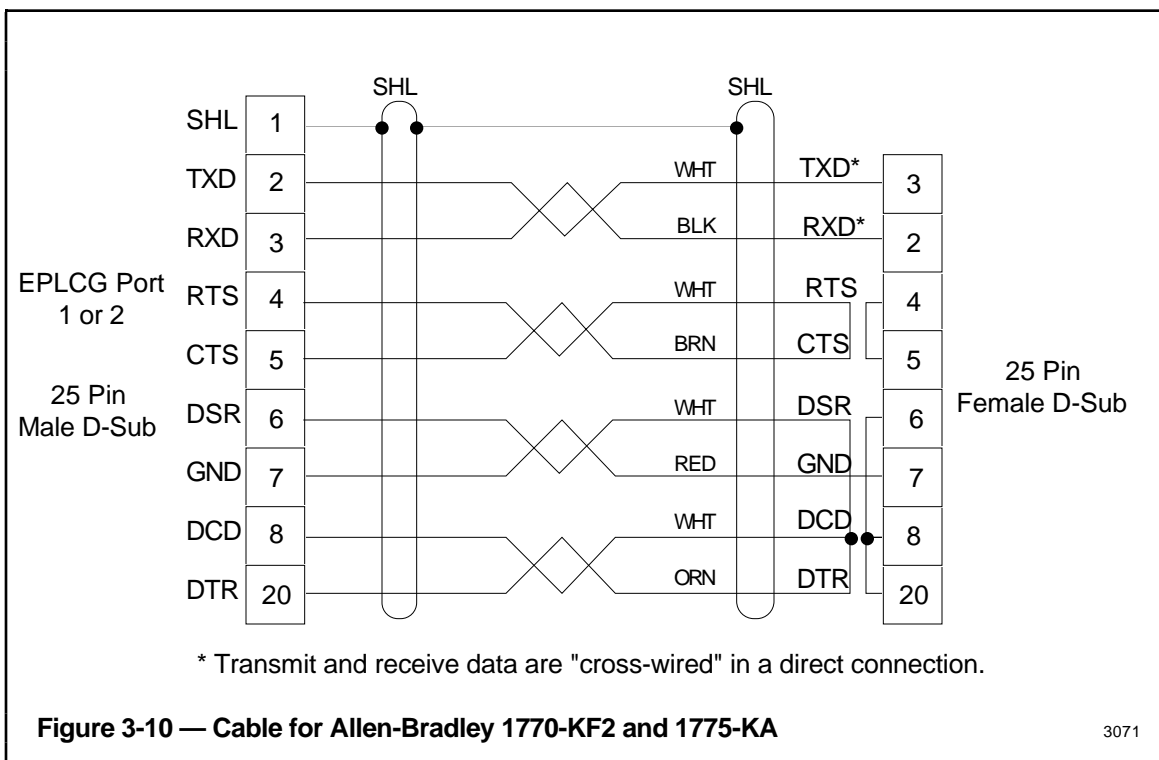 SHL SHL
SHL 1
TXD 2 WHT TXD* 3
RXD 3 BLK RXD* 2
EPLCG Port
1 or 2
RTS 4 WHT RTS 4
CTS 5 BRN CTS 5
25 Pin
Male D-Sub
25 Pin
Female D-Sub
DSR 6 WHT DSR 6
GND 7 RED GND 7
DCD 8 WHT DCD 8
DTR 20 ORN DTR 20
* Transmit and receive data are "cross-wired" in a direct connection.
Figure 3-10 — Cable for Allen-Bradley 1770-KF2 and 1775-KA 3071